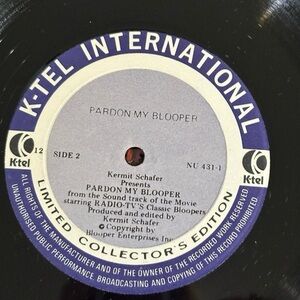 K-TEL INTERNATIONAL
PARDON MY BLOOPER
12
SIDE 2
NU 431-1
K
K-tel
K
K-tel
Kermit Schafer
Presents
PARDON MY BLOOPER
from the Sound track of the Movie
starring RADIO-TV'S Classic Bloopers
Produced and edited by
Kermit Schafer
© Copyright by
Blooper Enterprises Inc.
LIMITED COLLECTOR'S EDITION
ALL RIGHTS OF THE MANUFACTURER AND OF THE OWNER OF THE RECORDED WORK RESERVED
UNAUTHORISED PUBLIC PERFORMANCE, BROADCASTING AND COPYING OF THIS RECORD PROHIBITED